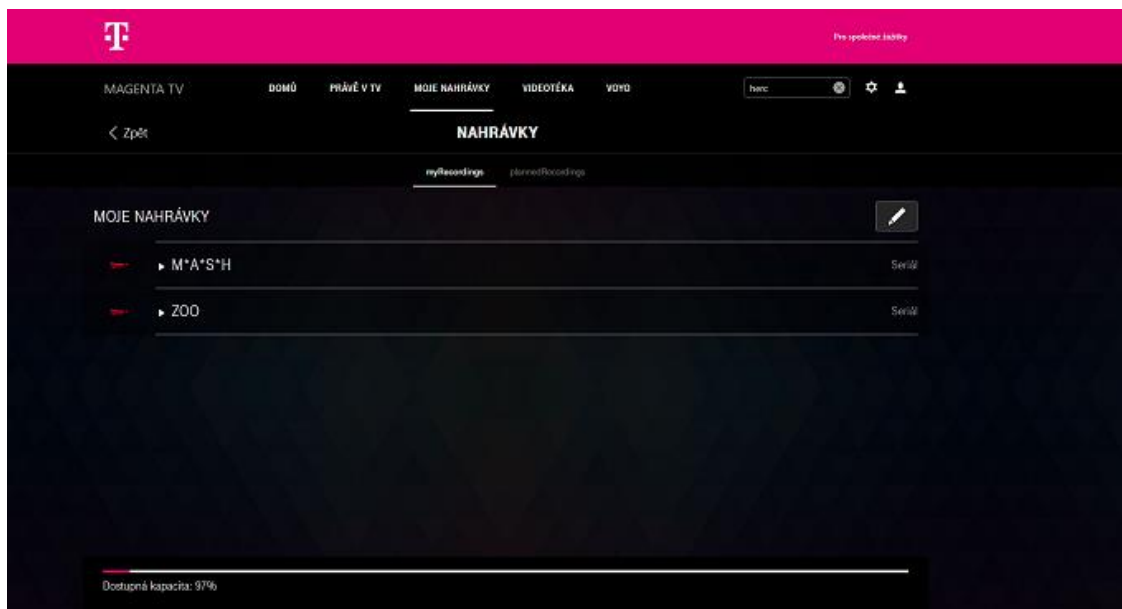 T
Pro společné zážitky
MAGENTA TV DOMŮ PRÁVĚ V TV MOJE NAHRÁVKY VIDEOTÉKA VOYO herc
Zpět NAHRÁVKY
myRecordings plannedRecordings
MOJE NAHRÁVKY
M*A*S*H Seriál
ZOO Seriál
Dostupná kapacita: 97%